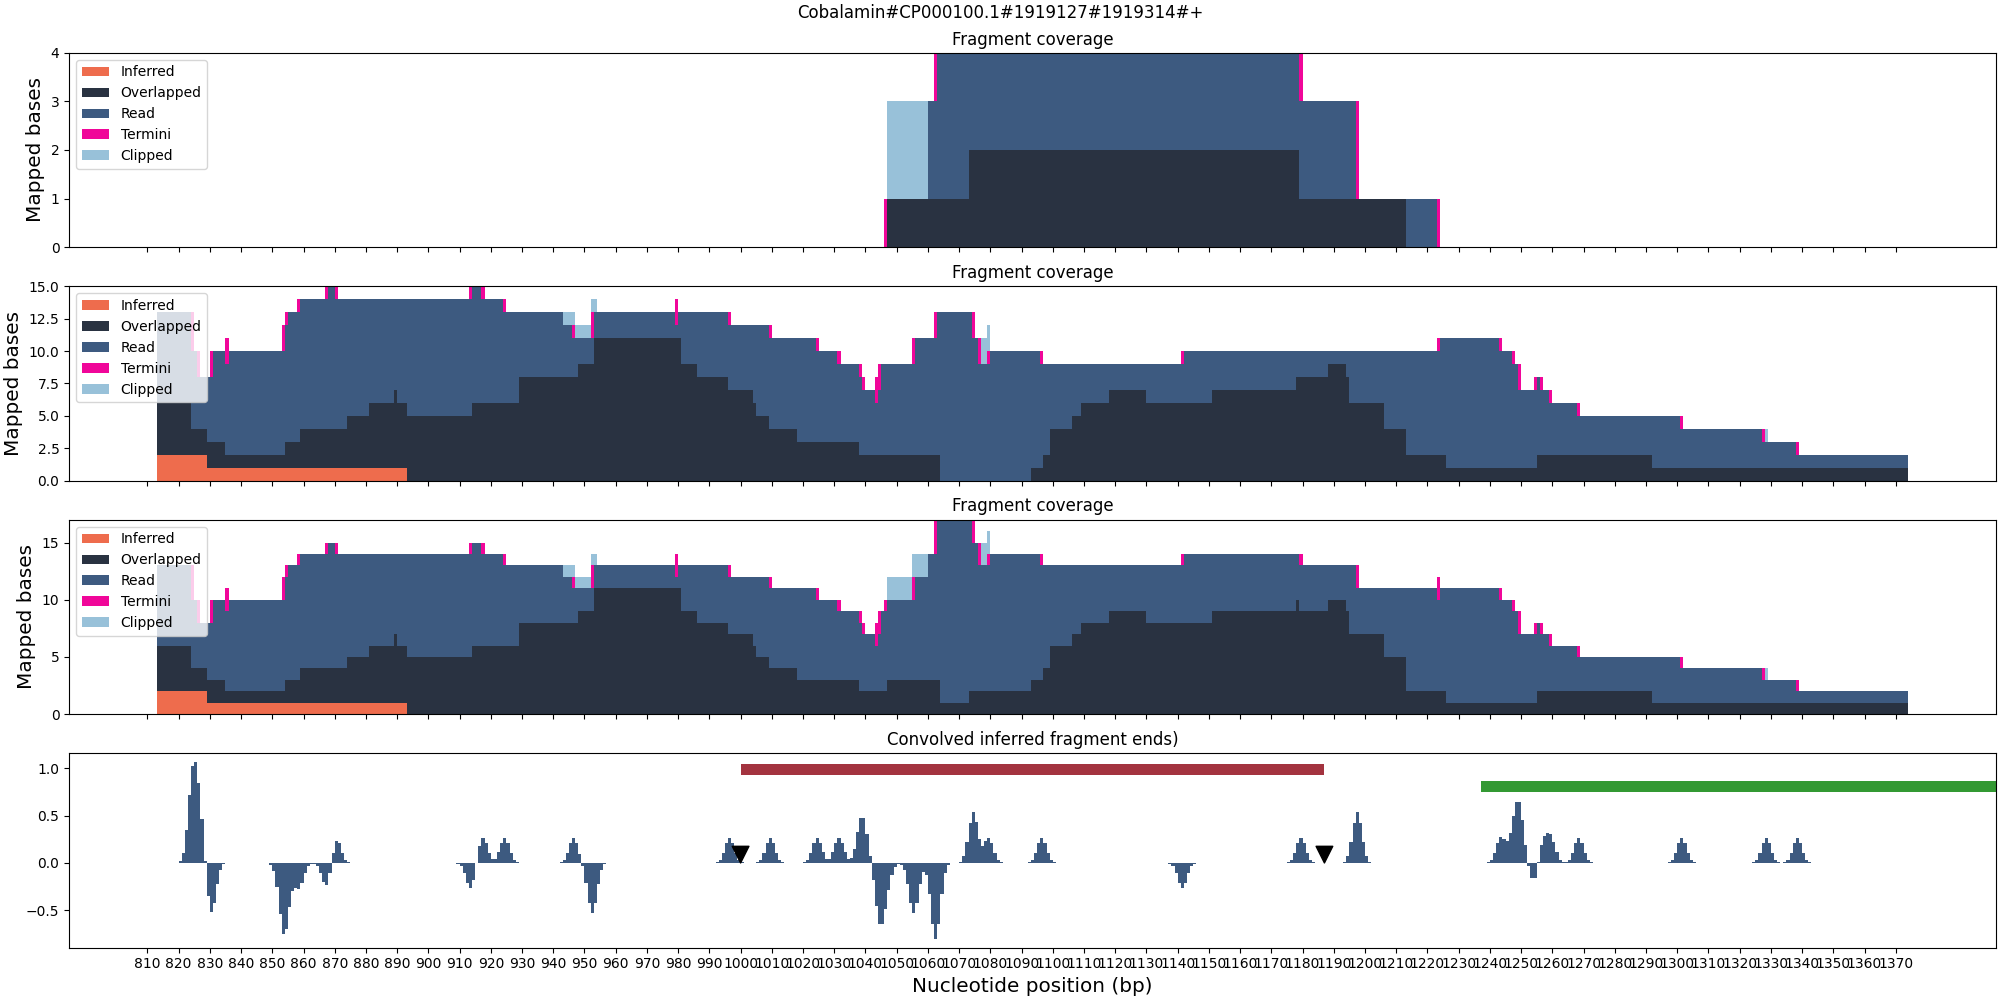 Cobalamin#CP000100.1#1919127#1919314#+
Fragment coverage
Mapped bases
4
3
2
1
0
Inferred
Overlapped
Read
Termini
Clipped
Fragment coverage
Mapped bases
15.0
12.5
10.0
7.5
5.0
2.5
0.0
Inferred
Overlapped
Read
Termini
Clipped
Fragment coverage
Mapped bases
15
10
5
0
Inferred
Overlapped
Read
Termini
Clipped
Convolved inferred fragment ends)
1.0
0.5
0.0
−0.5
810 820 830 840 850 860 870 880 890 900 910 920 930 940 950 960 970 980 990 1000 1010 1020 1030 1040 1050 1060 1070 1080 1090 1100 1110 1120 1130 1140 1150 1160 1170 1180 1190 1200 1210 1220 1230 1240 1250 1260 1270 1280 1290 1300 1310 1320 1330 1340 1350 1360 1370
Nucleotide position (bp)